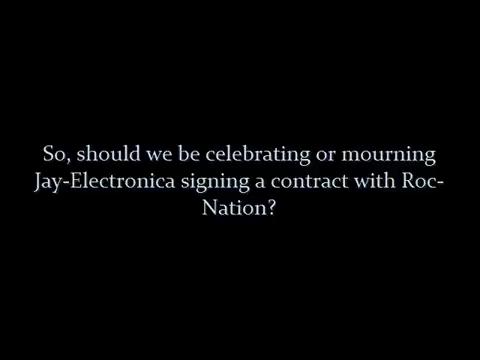 So, should we be celebrating or mourning
Jay-Electronica signing a contract with Roc-
Nation?